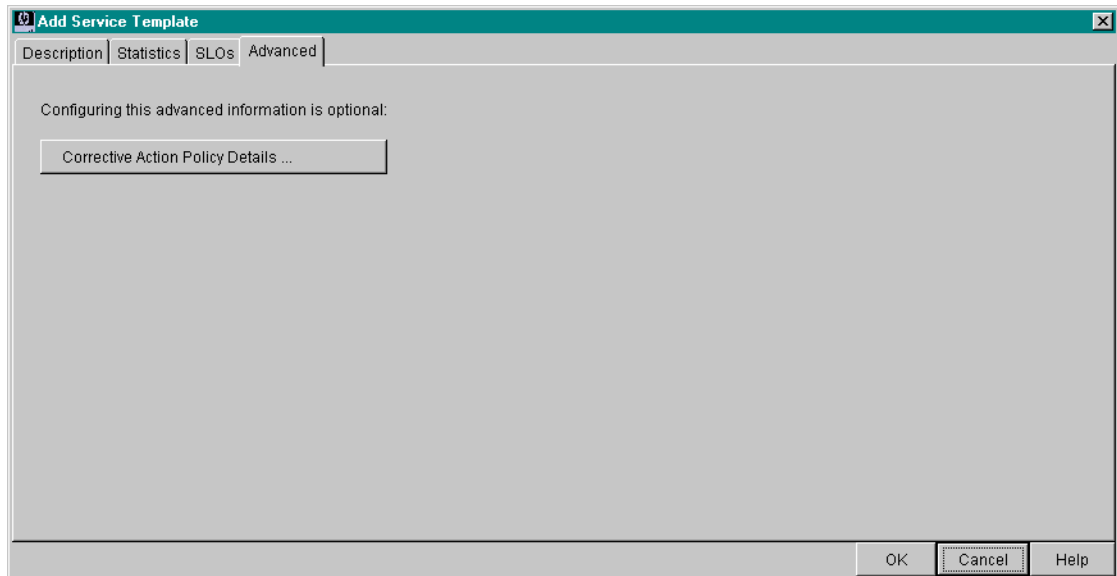 Add Service Template
Description Statistics SLOs Advanced
Configuring this advanced information is optional:
Corrective Action Policy Details ...
OK Cancel Help